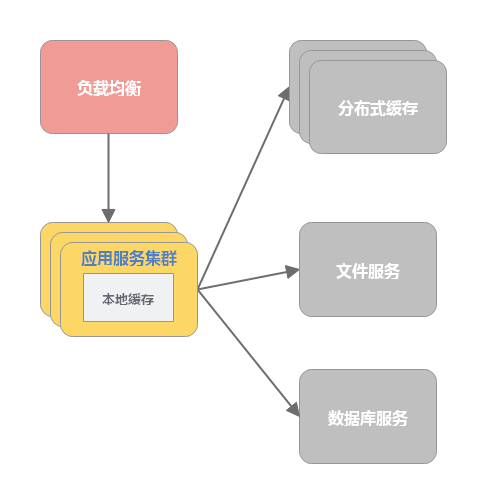 负载均衡
分布式缓存
应用服务集群
本地缓存
文件服务
数据库服务